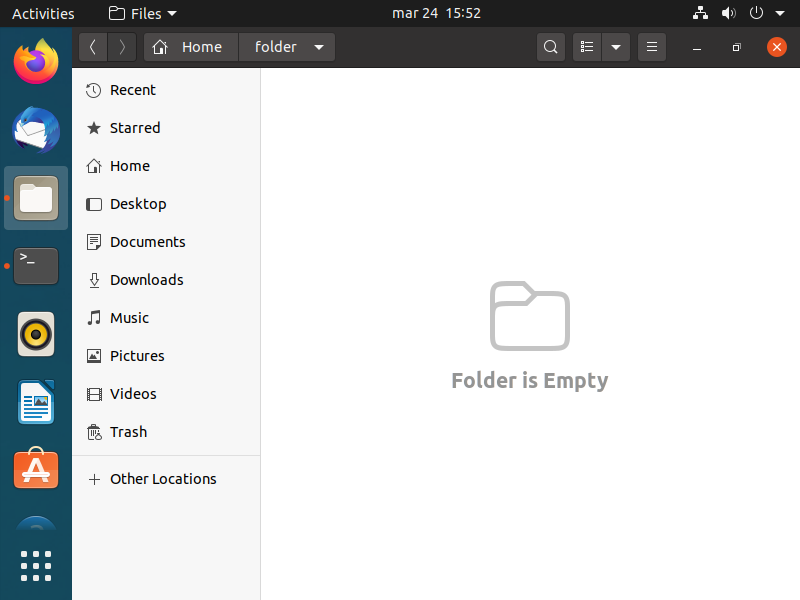 Activities
Files
mar 24 15:52
Home
folder
Recent
Starred
Home
Desktop
Documents
Downloads
Music
Pictures
Videos
Trash
Other Locations
Folder is Empty
>_